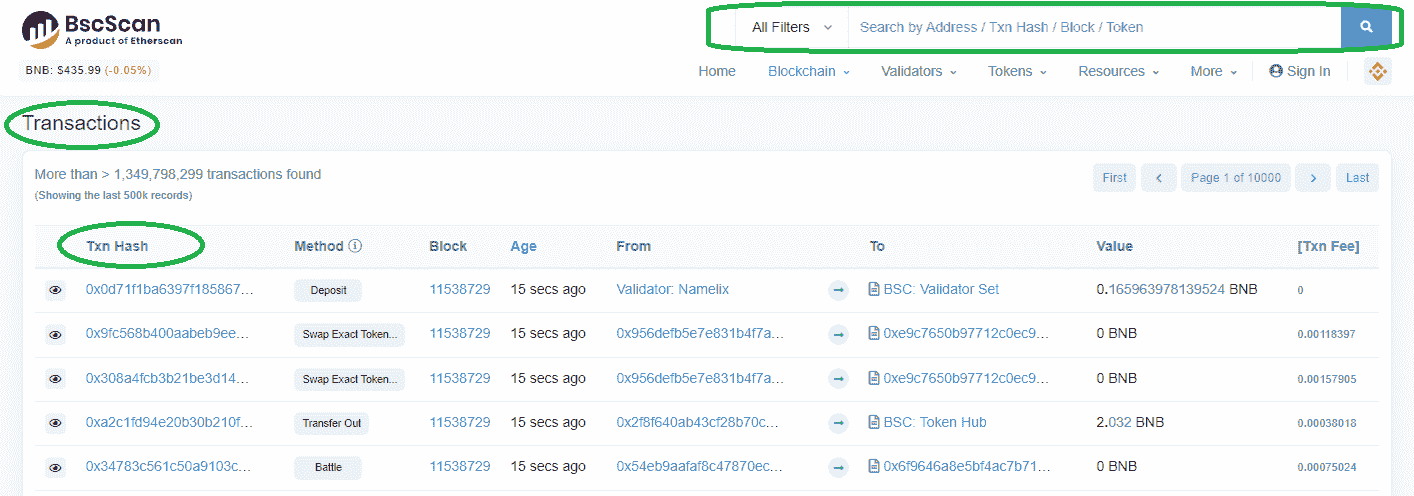 BscScan
A product of Etherscan
All Filters Search by Address / Txn Hash / Block / Token
BNB: $435.99 (-0.05%)
Home Blockchain Validators Tokens Resources More Sign In
Transactions
More than > 1,349,798,299 transactions found
(Showing the last 500k records)
First Page 1 of 10000 Last
Txn Hash Method Block Age From To Value [Txn Fee]
0x0d71f1ba6397f185867... Deposit 11538729 15 secs ago Validator: Namelix BSC: Validator Set 0.165963978139524 BNB 0
0x9fc568b400aabeb9ee... Swap Exact Token... 11538729 15 secs ago 0x956defb5e7e831b4f7a... 0xe9c7650b97712c0ec9... 0 BNB 0.00118397
0x308a4fcb3b21be3d14... Swap Exact Token... 11538729 15 secs ago 0x956defb5e7e831b4f7a... 0xe9c7650b97712c0ec9... 0 BNB 0.00157905
0xa2c1fd94e20b30b210f... Transfer Out 11538729 15 secs ago 0x2f8f640ab43cf28b70c... BSC: Token Hub 2.032 BNB 0.00038018
0x34783c561c50a9103c... Battle 11538729 15 secs ago 0x54eb9aafaf8c47870ec... 0x6f9646a8e5bf4ac7b71... 0 BNB 0.00075024